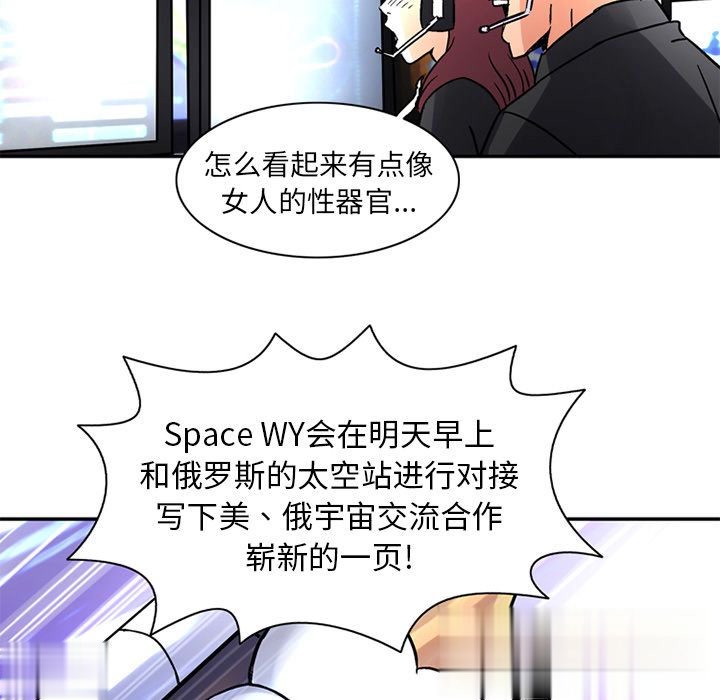 怎么看起来有点像
女人的性器官...
Space WY会在明天早上
和俄罗斯的太空站进行对接
写下美、俄宇宙交流合作
崭新的一页!